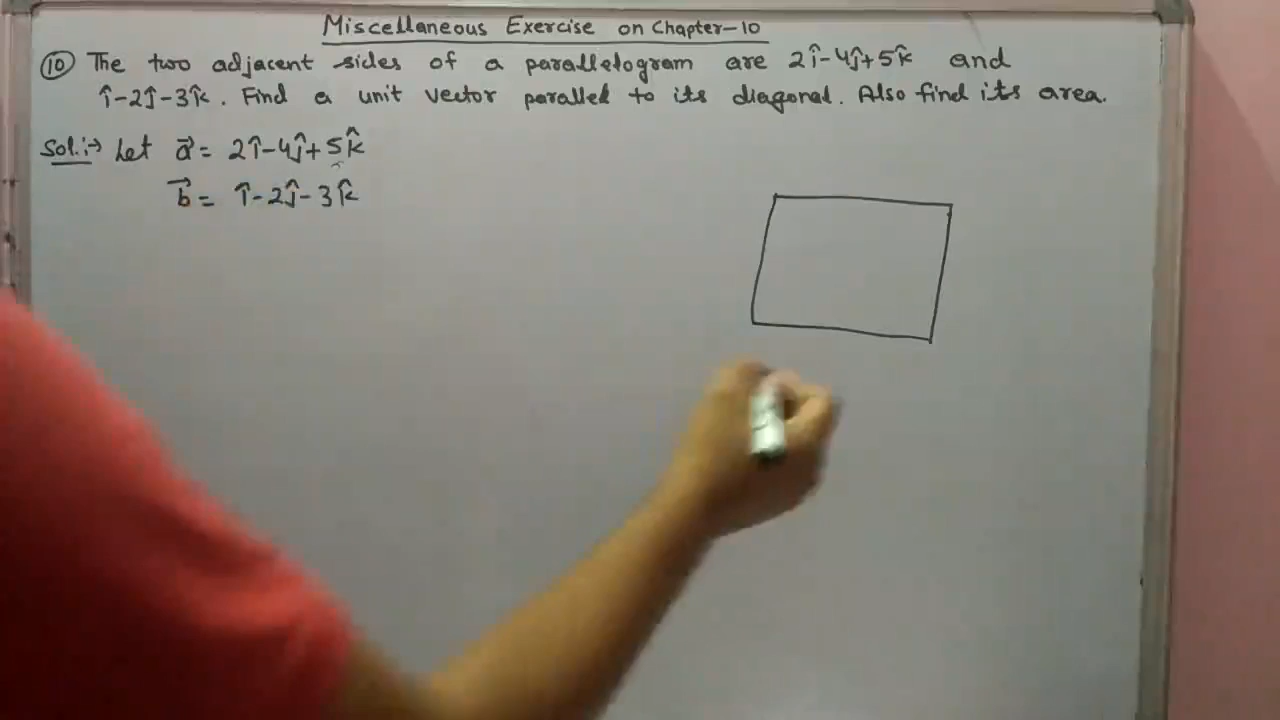 Miscellaneous Exercise on Chapter-10
⑩ The two adjacent sides of a parallelogram are 2î-4ĵ+5k̂ and
î-2ĵ-3k̂. Find a unit vector parallel to its diagonal. Also find its area.
Sol:→ Let a⃗ = 2î-4ĵ+5k̂
b⃗ = î-2ĵ-3k̂